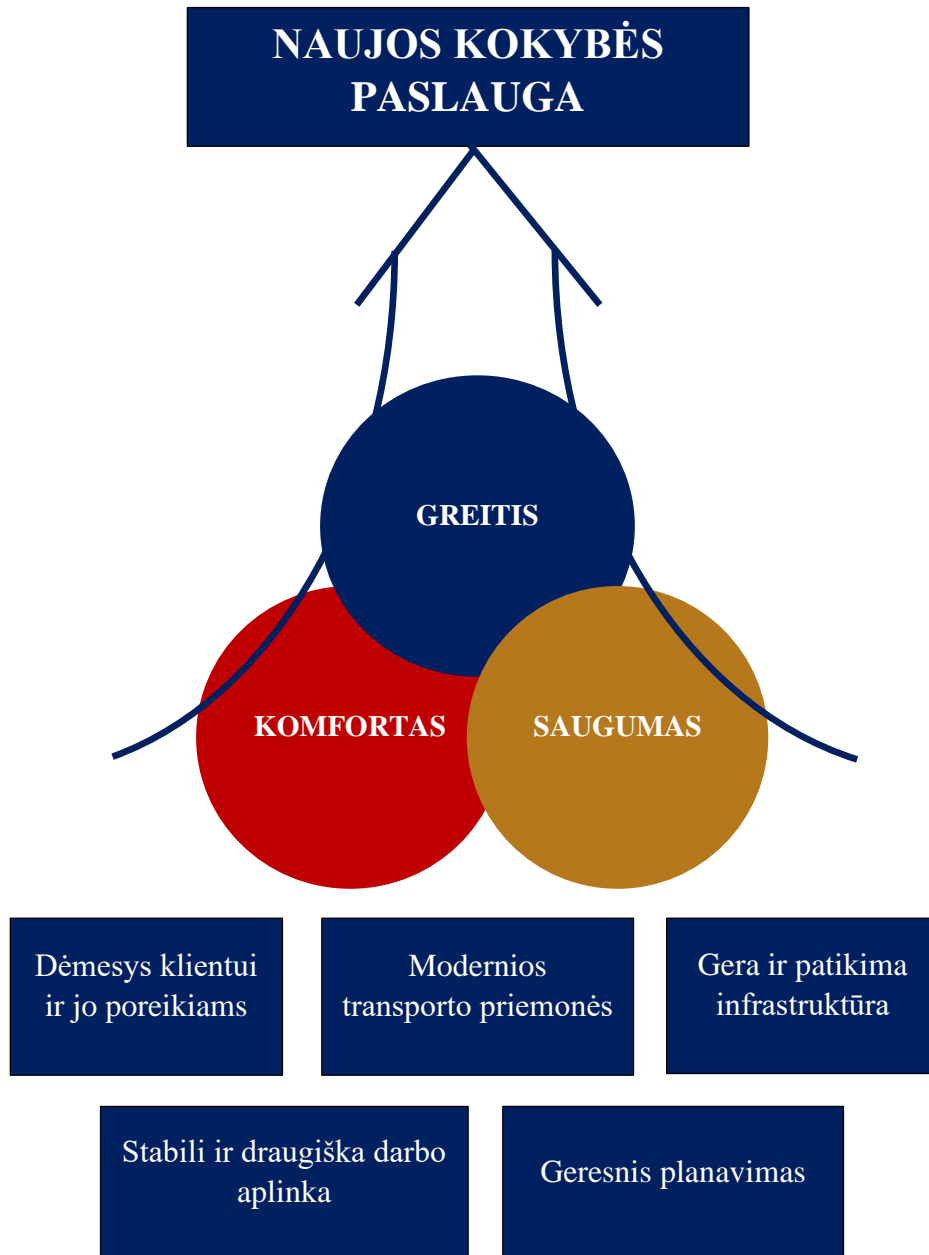 NAUJOS KOKYBĖS
PASLAUGA
GREITIS
KOMFORTAS
SAUGUMAS
Dėmesys klientui
ir jo poreikiams
Modernios
transporto priemonės
Gera ir patikima
infrastruktūra
Stabili ir draugiška darbo
aplinka
Geresnis planavimas